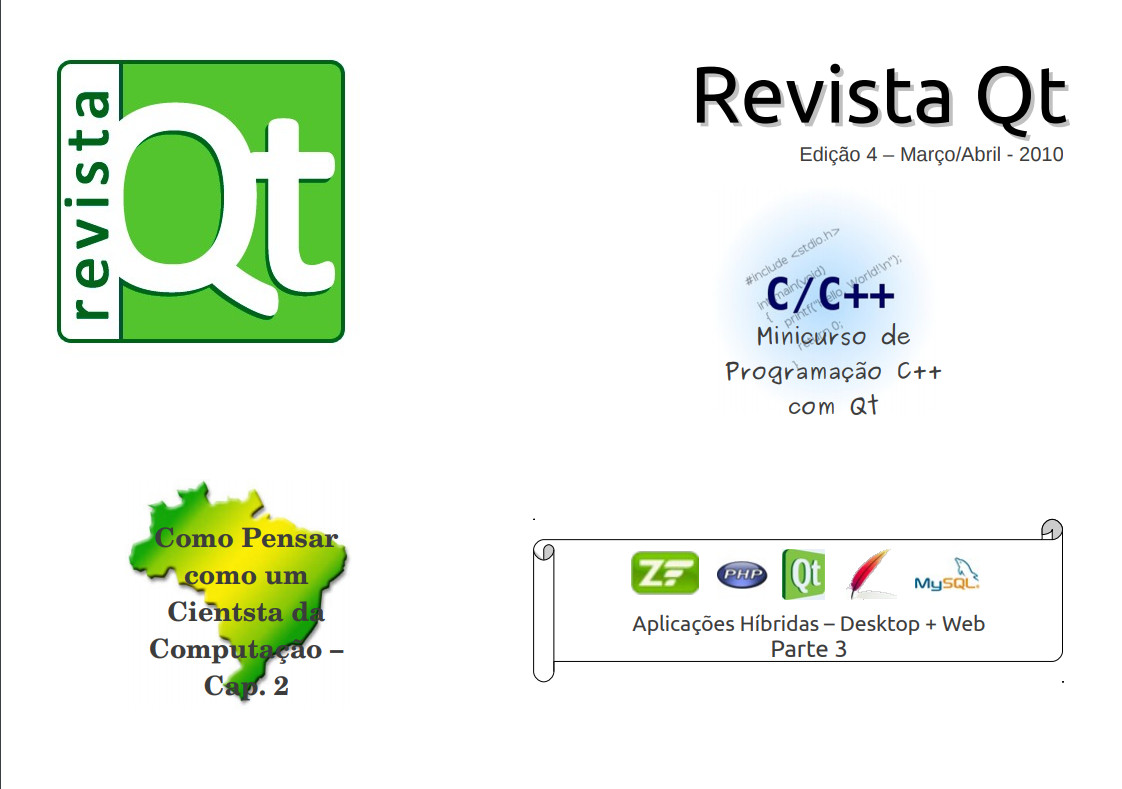 revista
Qt
Revista Qt
Edição 4 – Março/Abril - 2010
#include <stdio.h>
int main(void)
{
printf("Hello, World!\n");
return 0;
}
C/C++
Minicurso de
Programação C++
com Qt
Como Pensar
como um
Cientsta da
Computação –
Cap. 2
ZF
PHP
Qt
MySQL
Aplicações Híbridas – Desktop + Web
Parte 3